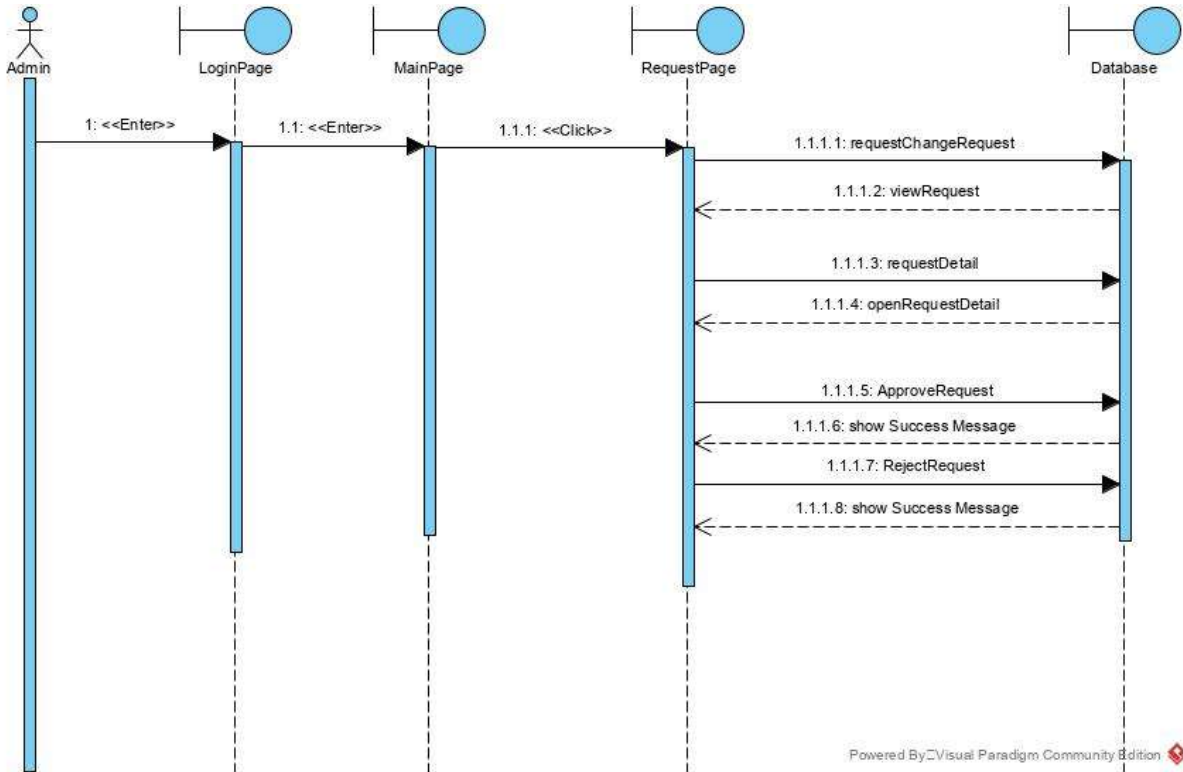 Admin
LoginPage
MainPage
RequestPage
Database
1: <<Enter>>
1.1: <<Enter>>
1.1.1: <<Click>>
1.1.1.1: requestChangeRequest
1.1.1.2: viewRequest
1.1.1.3: requestDetail
1.1.1.4: openRequestDetail
1.1.1.5: ApproveRequest
1.1.1.6: show Success Message
1.1.1.7: RejectRequest
1.1.1.8: show Success Message
Powered By Visual Paradigm Community Edition